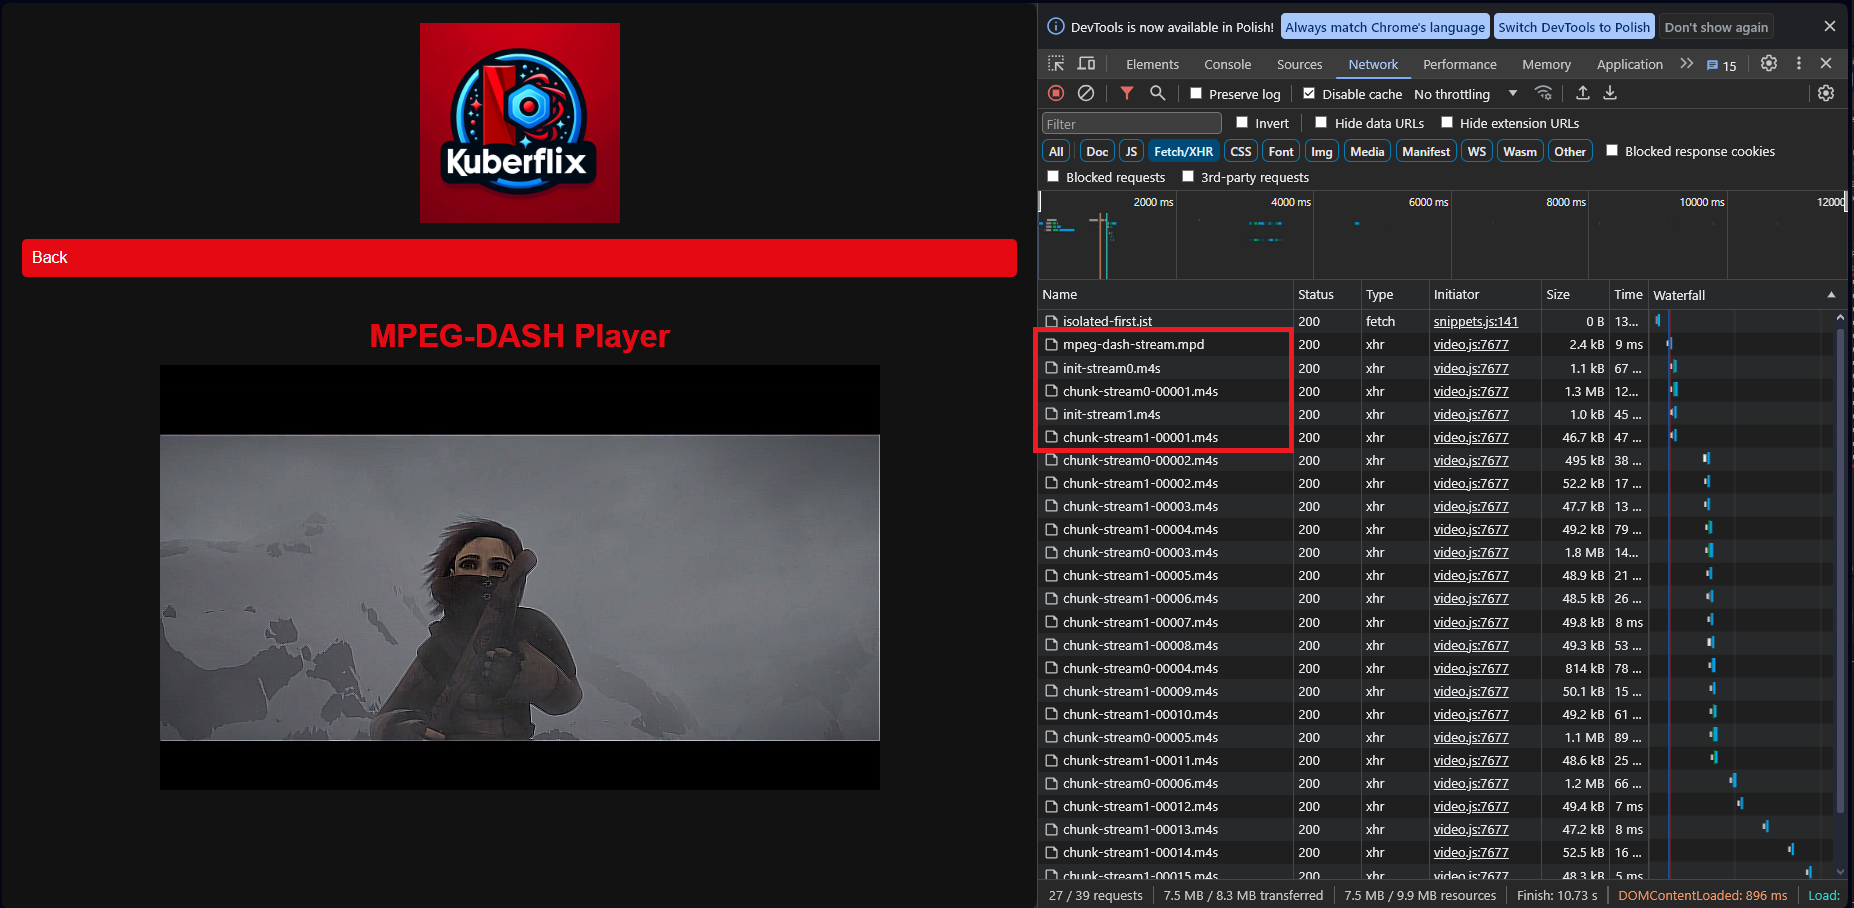 Kuberflix
Back
MPEG-DASH Player
DevTools is now available in Polish! Always match Chrome's language Switch DevTools to Polish Don't show again
Elements Console Sources Network Performance Memory Application 15
Preserve log Disable cache No throttling
Filter Invert Hide data URLs Hide extension URLs
All Doc JS Fetch/XHR CSS Font Img Media Manifest WS Wasm Other Blocked response cookies
Blocked requests 3rd-party requests
2000 ms 4000 ms 6000 ms 8000 ms 10000 ms 12000
Name Status Type Initiator Size Time Waterfall
isolated-first.jst 200 fetch snippets.js:141 0 B 13...
mpeg-dash-stream.mpd 200 xhr video.js:7677 2.4 kB 9 ms
init-stream0.m4s 200 xhr video.js:7677 1.1 kB 67 ...
chunk-stream0-00001.m4s 200 xhr video.js:7677 1.3 MB 12...
init-stream1.m4s 200 xhr video.js:7677 1.0 kB 45 ...
chunk-stream1-00001.m4s 200 xhr video.js:7677 46.7 kB 47 ...
chunk-stream0-00002.m4s 200 xhr video.js:7677 495 kB 38 ...
chunk-stream1-00002.m4s 200 xhr video.js:7677 52.2 kB 17 ...
chunk-stream1-00003.m4s 200 xhr video.js:7677 47.7 kB 13 ...
chunk-stream1-00004.m4s 200 xhr video.js:7677 49.2 kB 79 ...
chunk-stream0-00003.m4s 200 xhr video.js:7677 1.8 MB 14...
chunk-stream1-00005.m4s 200 xhr video.js:7677 48.9 kB 21 ...
chunk-stream1-00006.m4s 200 xhr video.js:7677 48.5 kB 26 ...
chunk-stream1-00007.m4s 200 xhr video.js:7677 49.8 kB 8 ms
chunk-stream1-00008.m4s 200 xhr video.js:7677 49.3 kB 53 ...
chunk-stream0-00004.m4s 200 xhr video.js:7677 814 kB 78 ...
chunk-stream1-00009.m4s 200 xhr video.js:7677 50.1 kB 15 ...
chunk-stream1-00010.m4s 200 xhr video.js:7677 49.2 kB 61 ...
chunk-stream0-00005.m4s 200 xhr video.js:7677 1.1 MB 89 ...
chunk-stream1-00011.m4s 200 xhr video.js:7677 48.6 kB 25 ...
chunk-stream0-00006.m4s 200 xhr video.js:7677 1.2 MB 66 ...
chunk-stream1-00012.m4s 200 xhr video.js:7677 49.4 kB 7 ms
chunk-stream1-00013.m4s 200 xhr video.js:7677 47.2 kB 8 ms
chunk-stream1-00014.m4s 200 xhr video.js:7677 52.5 kB 16 ...
chunk-stream1-00015.m4s 200 xhr video.js:7677 48.3 kB 5 ms
27 / 39 requests 7.5 MB / 8.3 MB transferred 7.5 MB / 9.9 MB resources Finish: 10.73 s DOMContentLoaded: 896 ms Load: